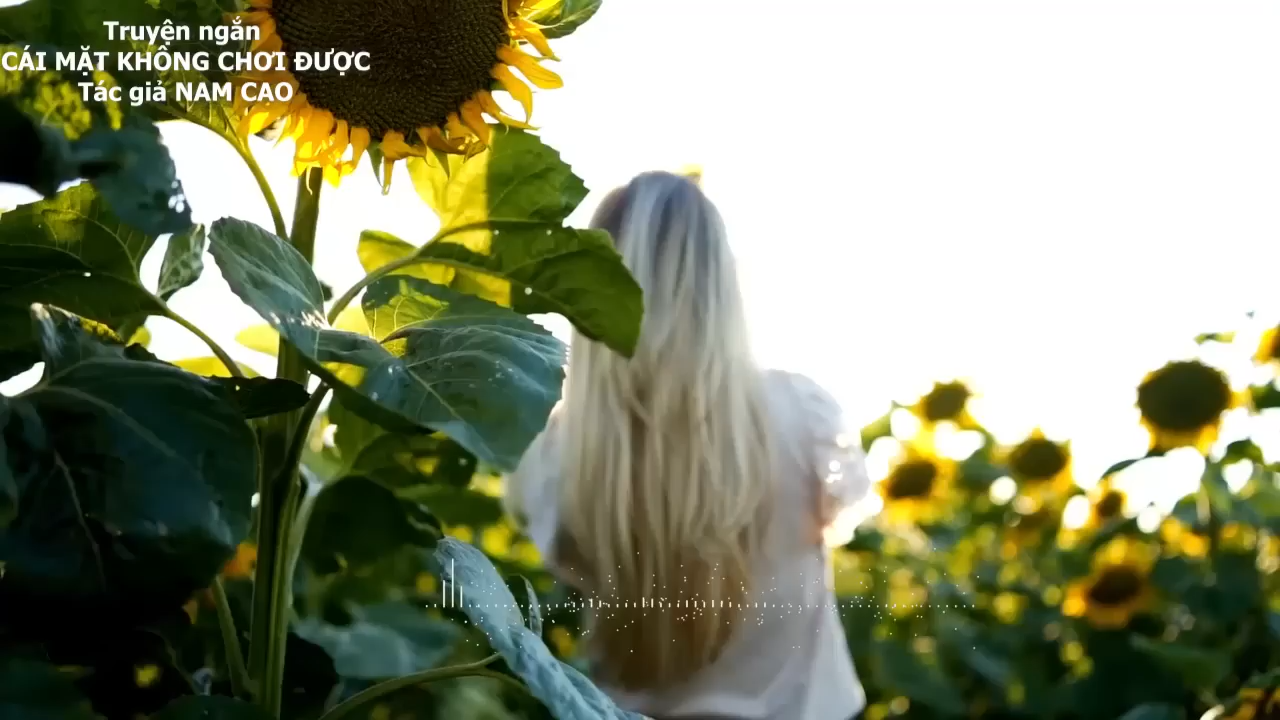 Truyện ngắn
CÁI MẶT KHÔNG CHƠI ĐƯỢC
Tác giả NAM CAO